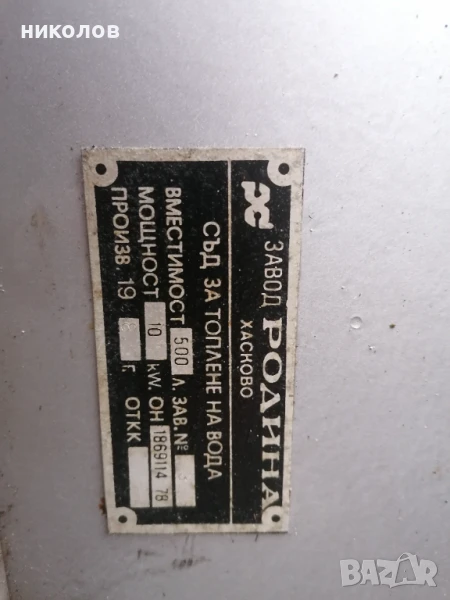 НИКОЛОВ
ЗАВОД РОДИНА
ХАСКОВО
СЪД ЗА ТОПЛЕНЕ НА ВОДА
ВМЕСТИМОСТ 500 Л. ЗАВ. №
МОЩНОСТ 10 KW. ОН 1869114 78
ПРОИЗВ. 19 Г. ОТКК
BAZAR